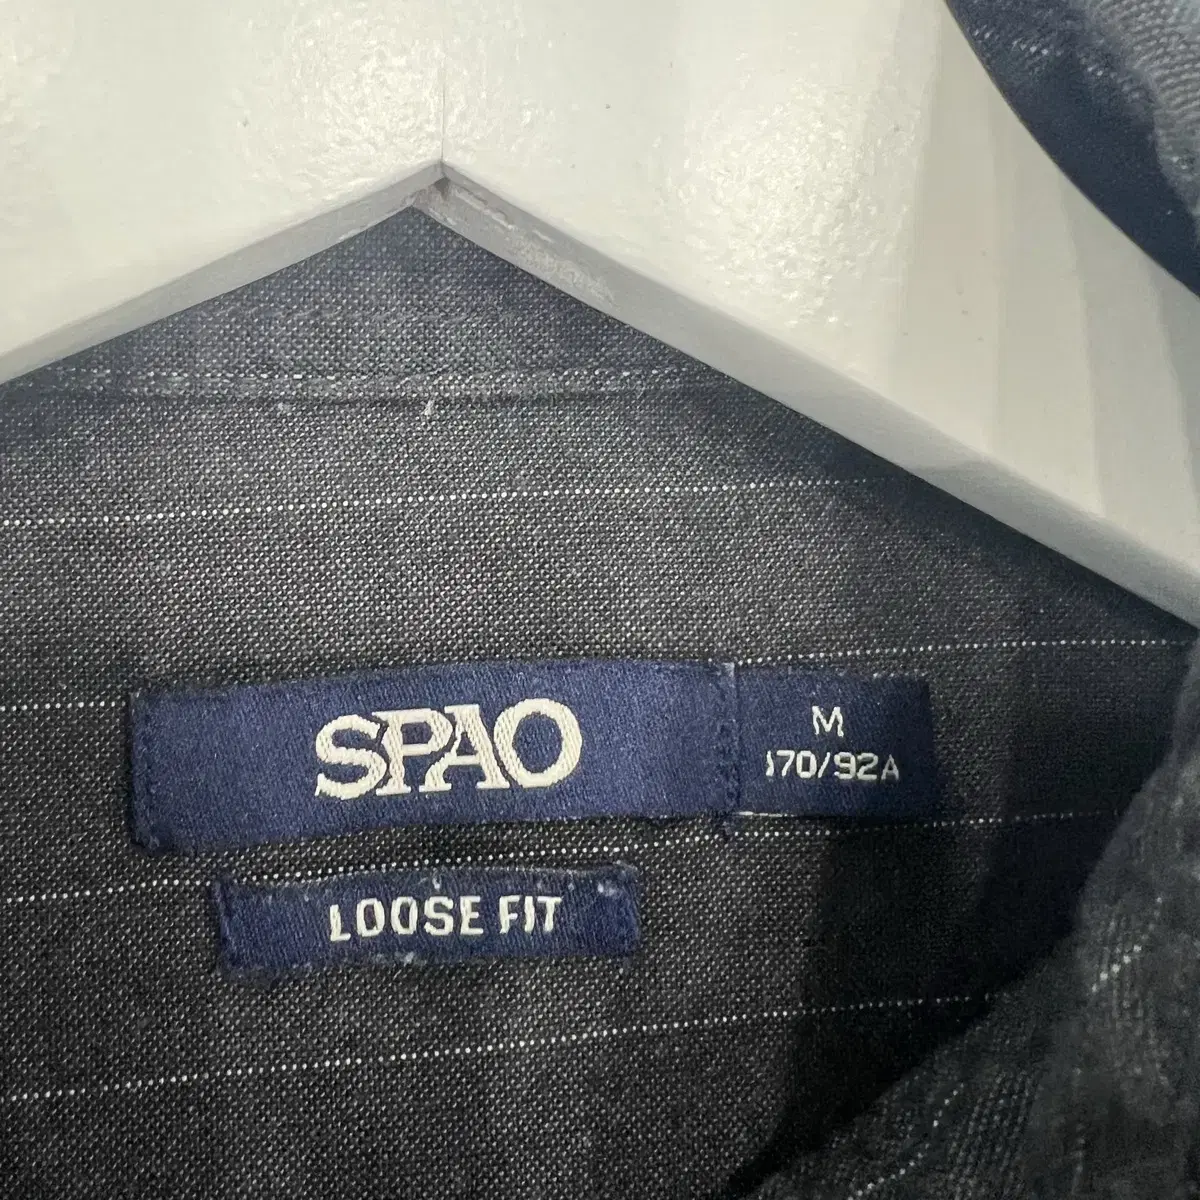 SPAO
M
170/92A
LOOSE FIT